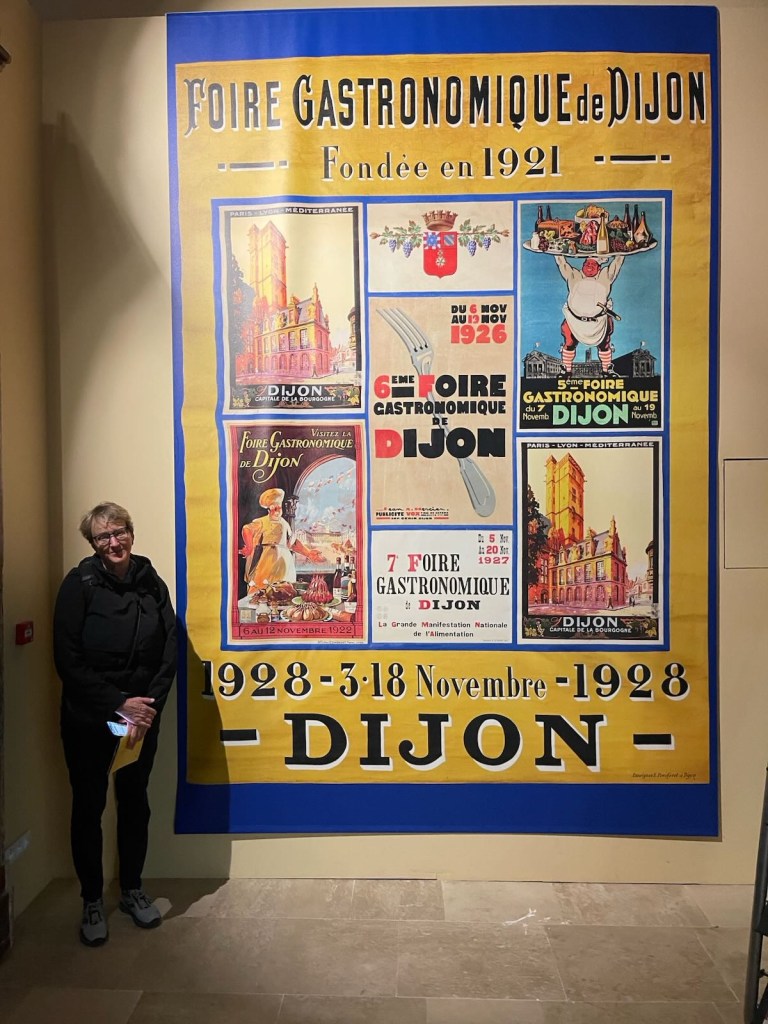 FOIRE GASTRONOMIQUE de DIJON
Fondée en 1921
PARIS-LYON-MÉDITERRANÉE
DIJON
CAPITALE DE LA BOURGOGNE
VISITEZ LA
FOIRE GASTRONOMIQUE
DE DIJON
6 AU 12 NOVEMBRE 1922
DU 6 NOV
AU 19 NOV
1926
6EME FOIRE
GASTRONOMIQUE
DE
DIJON
PUBLICITÉ VOX
7e FOIRE
Du 5 Nov
Au 20 Nov
1927
GASTRONOMIQUE
de DIJON
La Grande Manifestation Nationale
de l'Alimentation
5ème FOIRE
GASTRONOMIQUE
du 7 Novemb DIJON au 19 Novemb
PARIS-LYON-MÉDITERRANÉE
DIJON
CAPITALE DE LA BOURGOGNE
1928 - 3·18 Novembre - 1928
- DIJON -